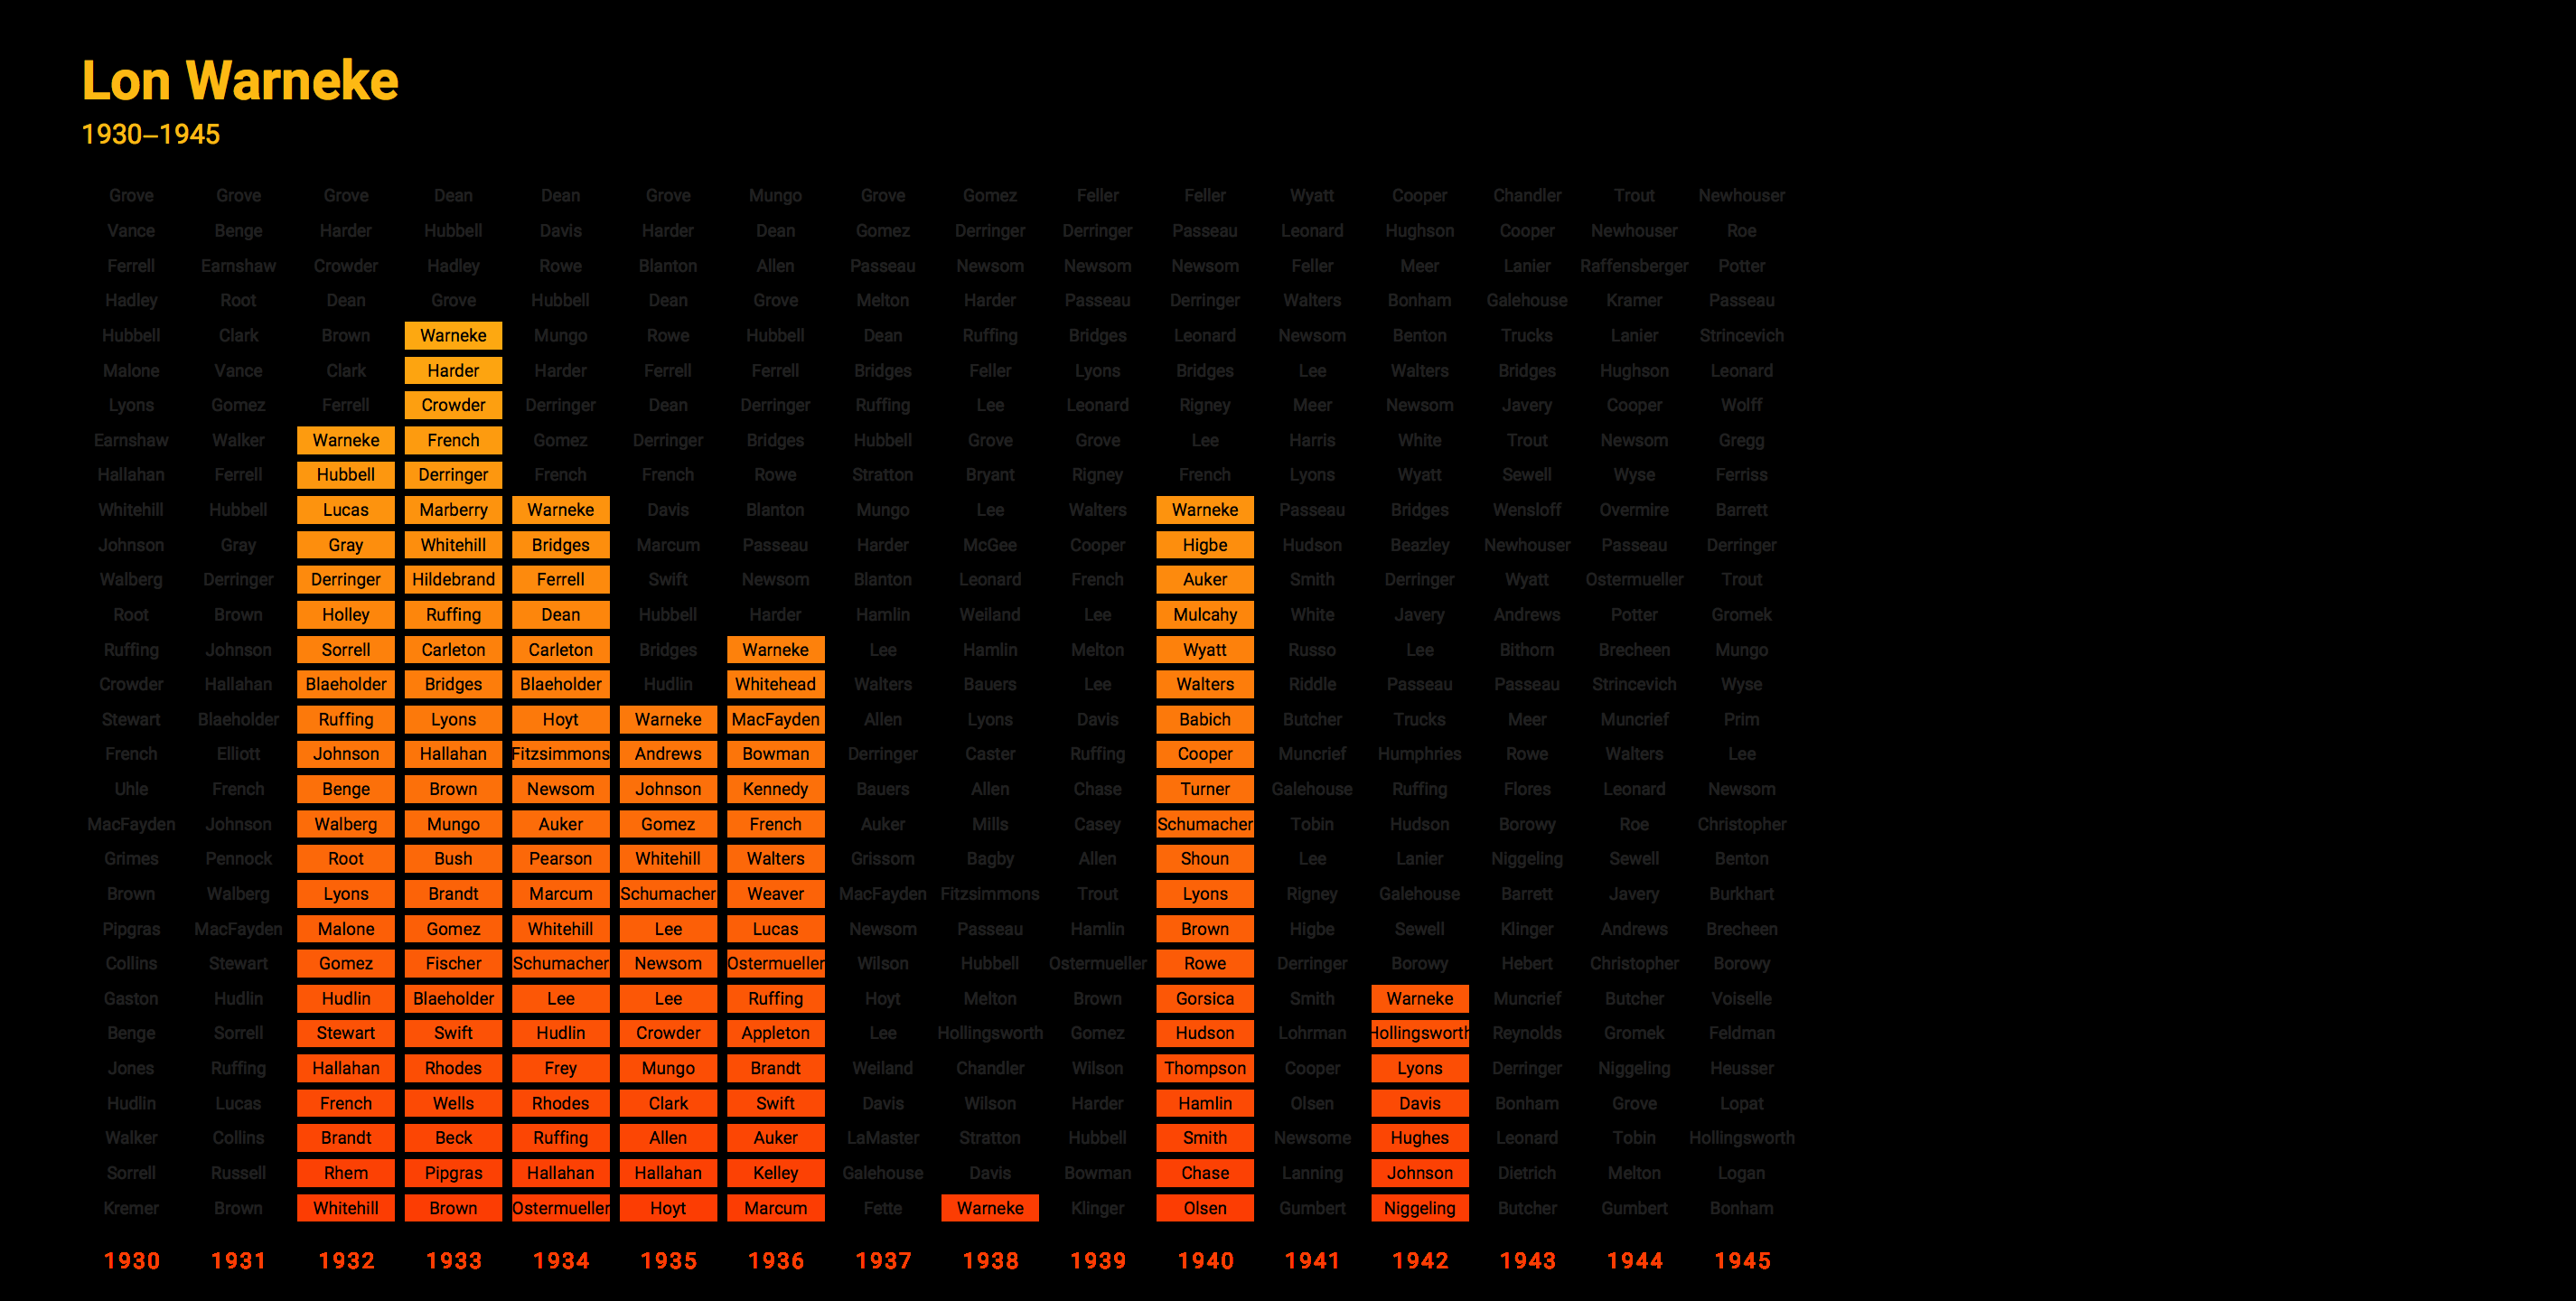 Lon Warneke
1930–1945
Grove Grove Grove Dean Dean Grove Mungo Grove Gomez Feller Feller Wyatt Cooper Chandler Trout Newhouser
Vance Benge Harder Hubbell Davis Harder Dean Gomez Derringer Derringer Passeau Leonard Hughson Cooper Newhouser Roe
Ferrell Earnshaw Crowder Hadley Rowe Blanton Allen Passeau Newsom Newsom Newsom Feller Meer Lanier Raffensberger Potter
Hadley Root Dean Grove Hubbell Dean Grove Melton Harder Passeau Derringer Walters Bonham Galehouse Kramer Passeau
Hubbell Clark Brown Warneke Mungo Rowe Hubbell Dean Ruffing Bridges Leonard Newsom Benton Trucks Lanier Strincevich
Malone Vance Clark Harder Harder Ferrell Ferrell Bridges Feller Lyons Bridges Lee Walters Bridges Hughson Leonard
Lyons Gomez Ferrell Crowder Derringer Dean Derringer Ruffing Lee Leonard Rigney Meer Newsom Javery Cooper Wolff
Earnshaw Walker Warneke French Gomez Derringer Bridges Hubbell Grove Grove Lee Harris White Trout Newsom Gregg
Hallahan Ferrell Hubbell Derringer French French Rowe Stratton Bryant Rigney French Lyons Wyatt Sewell Wyse Ferriss
Whitehill Hubbell Lucas Marberry Warneke Davis Blanton Mungo Lee Walters Warneke Passeau Bridges Wensloff Overmire Barrett
Johnson Gray Gray Whitehill Bridges Marcum Passeau Harder McGee Cooper Higbe Hudson Beazley Newhouser Passeau Derringer
Walberg Derringer Derringer Hildebrand Ferrell Swift Newsom Blanton Leonard French Auker Smith Derringer Wyatt Ostermueller Trout
Root Brown Holley Ruffing Dean Hubbell Harder Hamlin Weiland Lee Mulcahy White Javery Andrews Potter Gromek
Ruffing Johnson Sorrell Carleton Carleton Bridges Warneke Lee Hamlin Melton Wyatt Russo Lee Bithorn Brecheen Mungo
Crowder Hallahan Blaeholder Bridges Blaeholder Hudlin Whitehead Walters Bauers Lee Walters Riddle Passeau Passeau Strincevich Wyse
Stewart Blaeholder Ruffing Lyons Hoyt Warneke MacFayden Allen Lyons Davis Babich Butcher Trucks Meer Muncrief Prim
French Elliott Johnson Hallahan Fitzsimmons Andrews Bowman Derringer Caster Ruffing Cooper Muncrief Humphries Rowe Walters Lee
Uhle French Benge Brown Newsom Johnson Kennedy Bauers Allen Chase Turner Galehouse Ruffing Flores Leonard Newsom
MacFayden Johnson Walberg Mungo Auker Gomez French Auker Mills Casey Schumacher Tobin Hudson Borowy Roe Christopher
Grimes Pennock Root Bush Pearson Whitehill Walters Grissom Bagby Allen Shoun Lee Lanier Niggeling Sewell Benton
Brown Walberg Lyons Brandt Marcum Schumacher Weaver MacFayden Fitzsimmons Trout Lyons Rigney Galehouse Barrett Javery Burkhart
Pipgras MacFayden Malone Gomez Whitehill Lee Lucas Newsom Passeau Hamlin Brown Higbe Sewell Klinger Andrews Brecheen
Collins Stewart Gomez Fischer Schumacher Newsom Ostermueller Wilson Hubbell Ostermueller Rowe Derringer Borowy Hebert Christopher Borowy
Gaston Hudlin Hudlin Blaeholder Lee Lee Ruffing Hoyt Melton Brown Gorsica Smith Warneke Muncrief Butcher Voiselle
Benge Sorrell Stewart Swift Hudlin Crowder Appleton Lee Hollingsworth Gomez Hudson Lohrman Hollingsworth Reynolds Gromek Feldman
Jones Ruffing Hallahan Rhodes Frey Mungo Brandt Weiland Chandler Wilson Thompson Cooper Lyons Derringer Niggeling Heusser
Hudlin Lucas French Wells Rhodes Clark Swift Davis Wilson Harder Hamlin Olsen Davis Bonham Grove Lopat
Walker Collins Brandt Beck Ruffing Allen Auker LaMaster Stratton Hubbell Smith Newsome Hughes Leonard Tobin Hollingsworth
Sorrell Russell Rhem Pipgras Hallahan Hallahan Kelley Galehouse Davis Bowman Chase Lanning Johnson Dietrich Melton Logan
Kremer Brown Whitehill Brown Ostermueller Hoyt Marcum Fette Warneke Klinger Olsen Gumbert Niggeling Butcher Gumbert Bonham
1930 1931 1932 1933 1934 1935 1936 1937 1938 1939 1940 1941 1942 1943 1944 1945